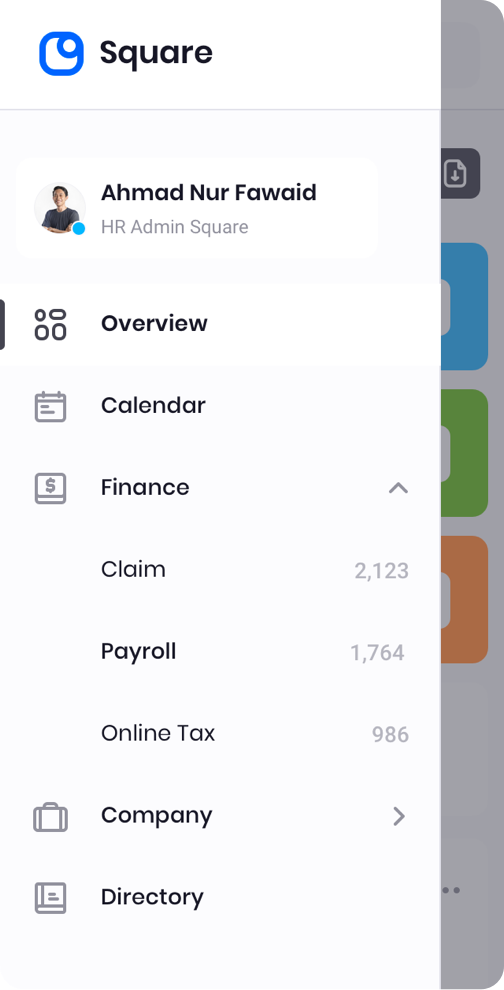 Square
Ahmad Nur Fawaid
HR Admin Square
Overview
Calendar
Finance
Claim 2,123
Payroll 1,764
Online Tax 986
Company
Directory